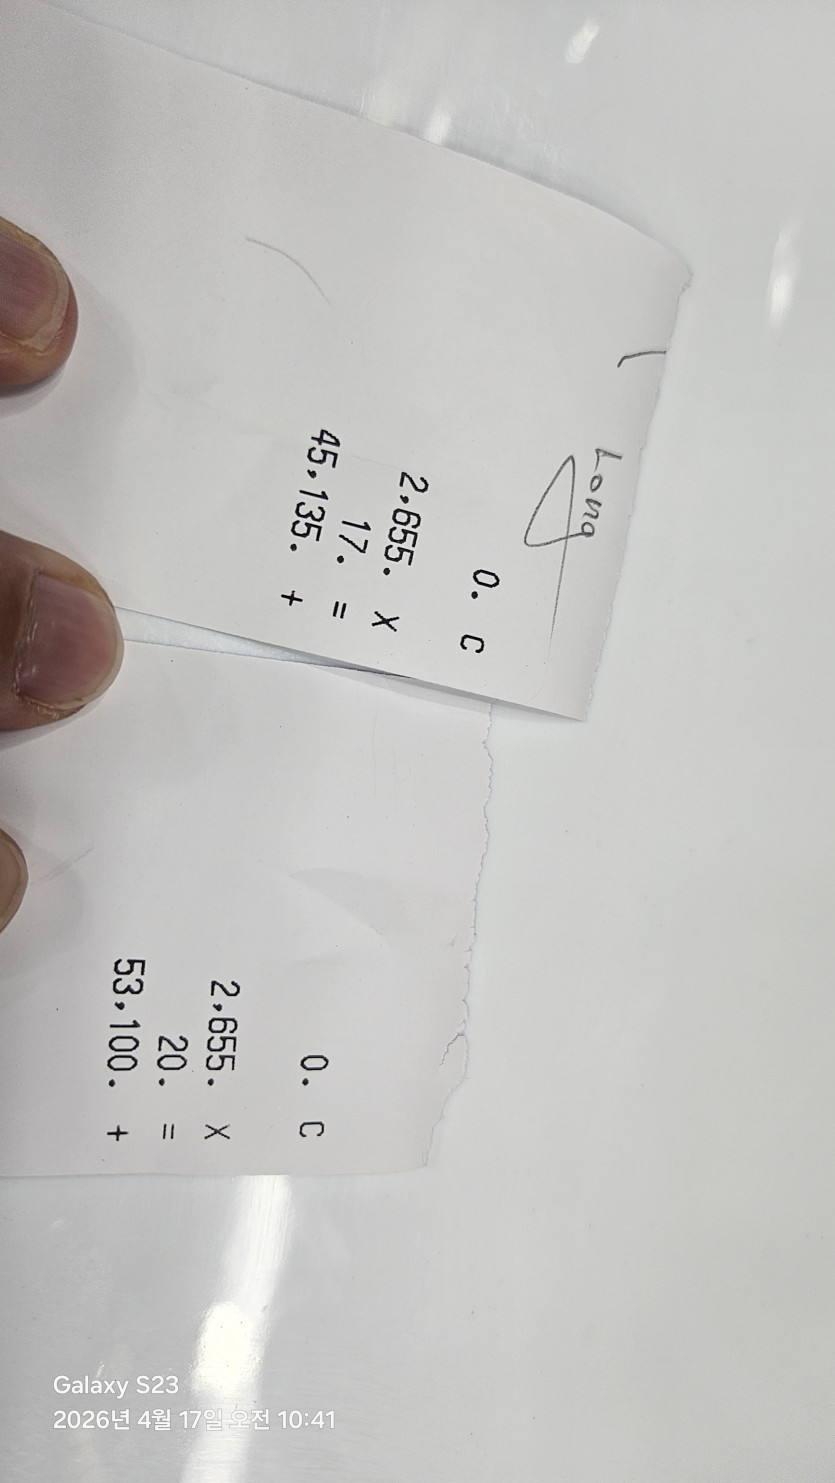 Long
0. C
2,655. X
17. =
45,135. +
0. C
2,655. X
20. =
53,100. +
Galaxy S23
2026년 4월 17일 오전 10:41